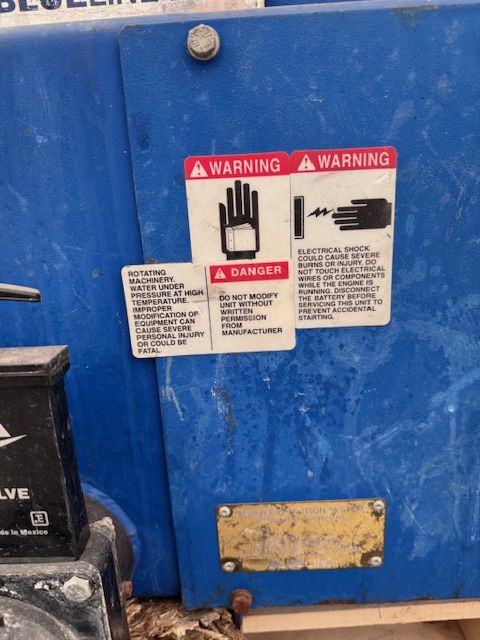 WARNING
WARNING
ELECTRICAL SHOCK
COULD CAUSE SEVERE
BURNS OR INJURY. DO
NOT TOUCH ELECTRICAL
WIRES OR COMPONENTS
WHILE THE ENGINE IS
RUNNING. DISCONNECT
THE BATTERY BEFORE
SERVICING THIS UNIT TO
PREVENT ACCIDENTAL
STARTING.
ROTATING
MACHINERY.
WATER UNDER
PRESSURE AT HIGH
TEMPERATURE.
IMPROPER
MODIFICATION OF
EQUIPMENT CAN
CAUSE SEVERE
PERSONAL INJURY
OR COULD BE
FATAL.
DANGER
DO NOT MODIFY
UNIT WITHOUT
WRITTEN
PERMISSION
FROM
MANUFACTURER
LVE
de in Mexico
SYSTEM